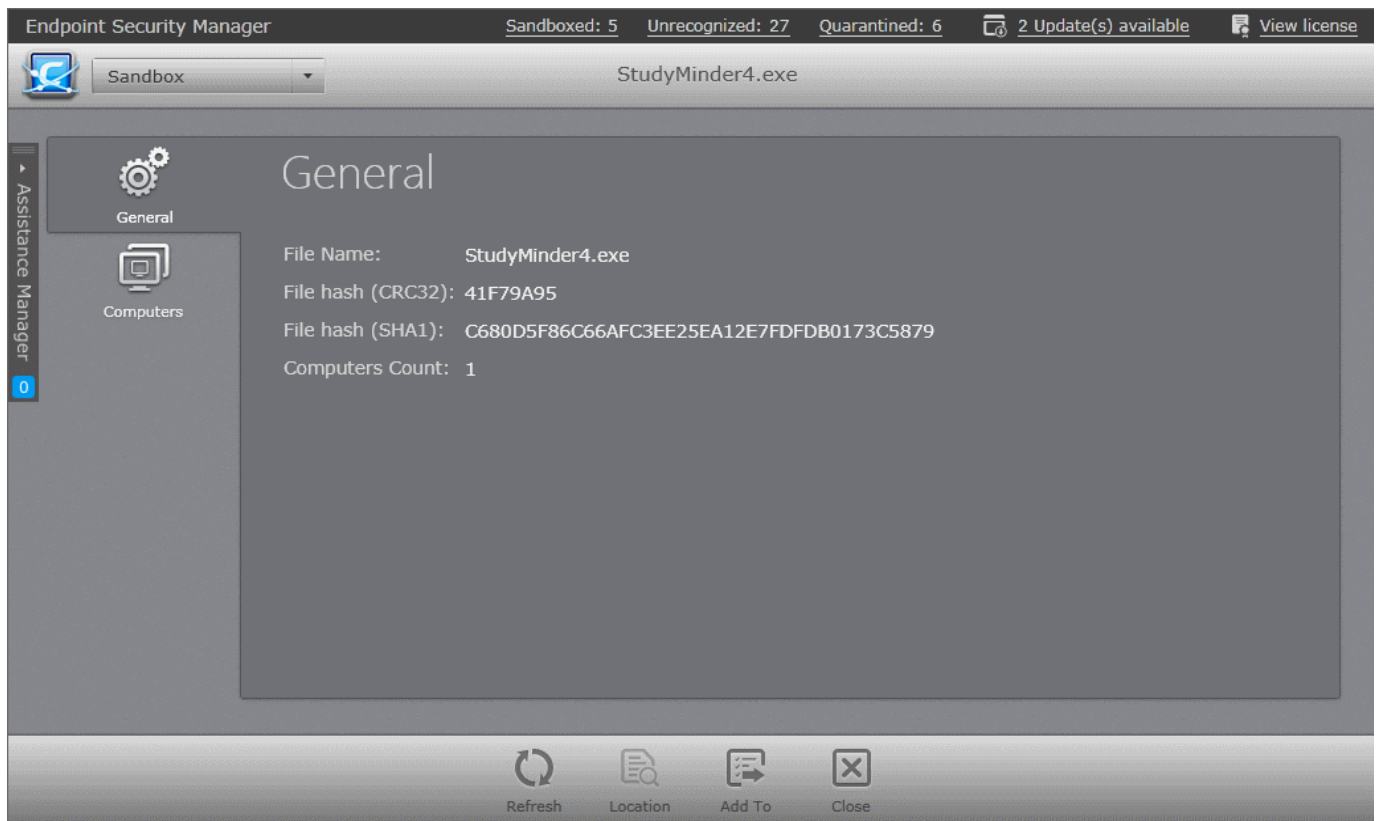 Endpoint Security Manager Sandboxed: 5 Unrecognized: 27 Quarantined: 6 2 Update(s) available View license
Sandbox StudyMinder4.exe
Assistance Manager
0
General
Computers
General
File Name: StudyMinder4.exe
File hash (CRC32): 41F79A95
File hash (SHA1): C680D5F86C66AFC3EE25EA12E7FDFDB0173C5879
Computers Count: 1
Refresh Location Add To Close